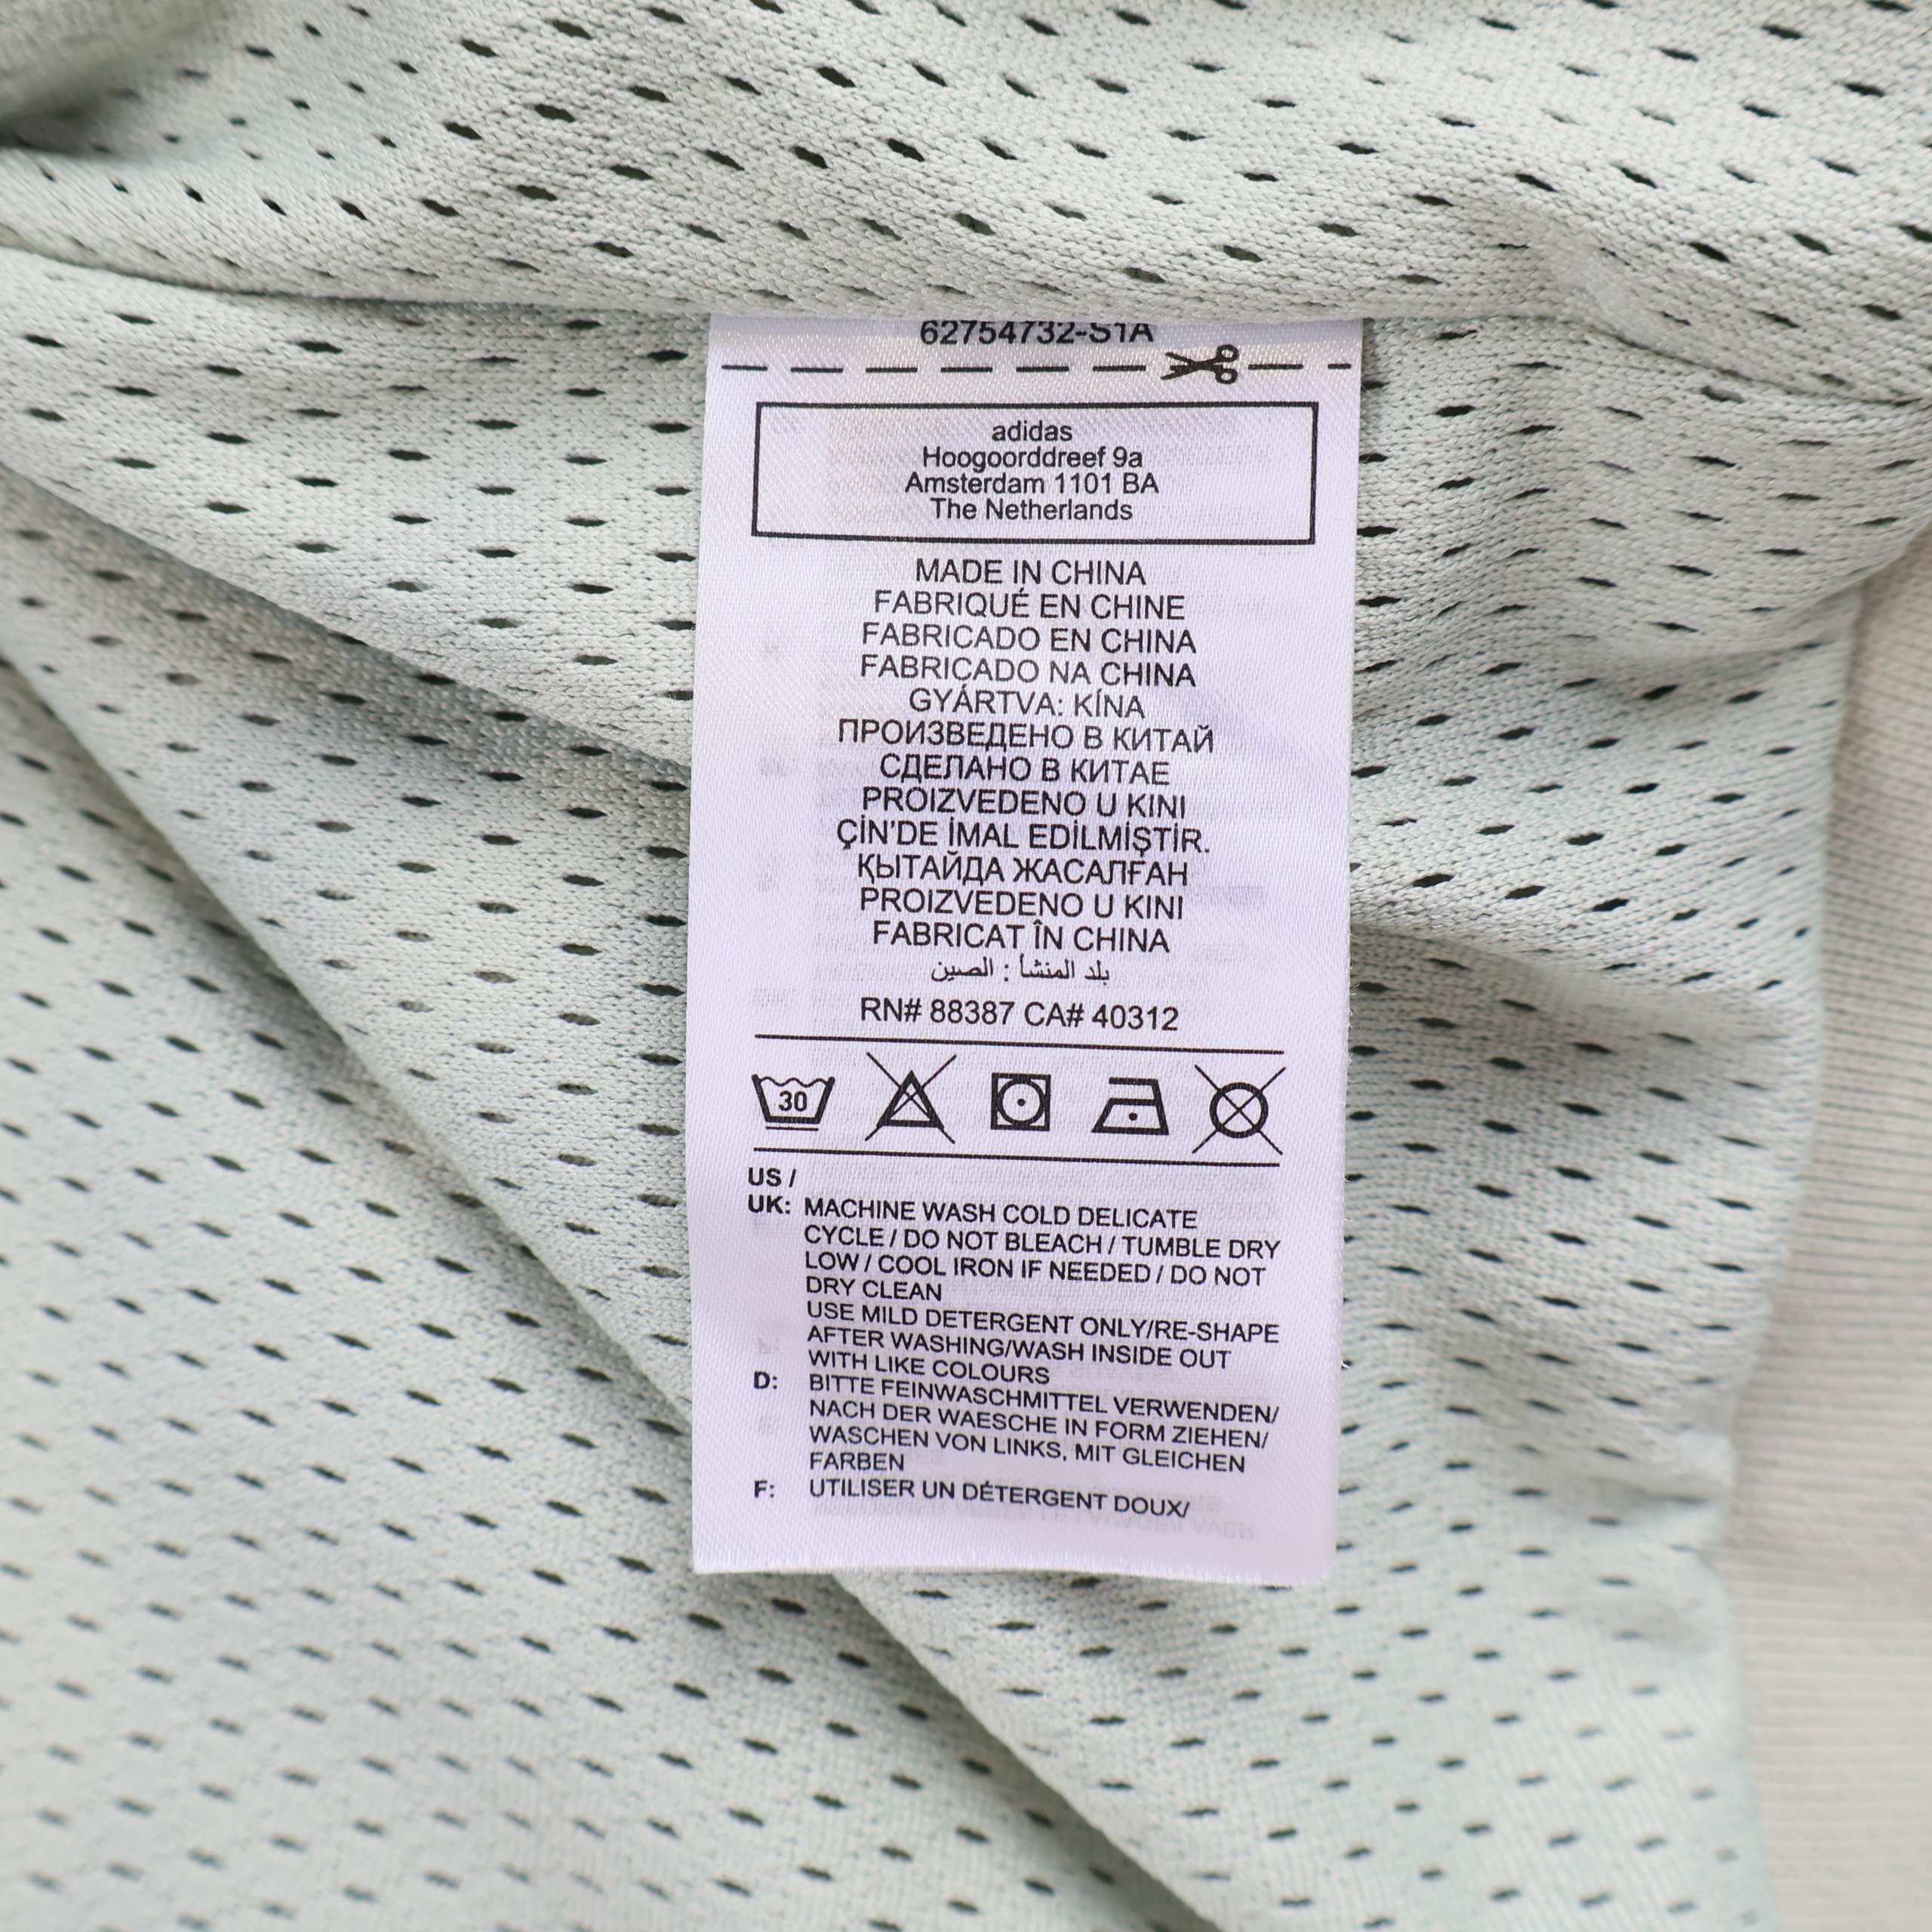 62754732-S1A
adidas
Hoogoorddreef 9a
Amsterdam 1101 BA
The Netherlands
MADE IN CHINA
FABRIQUÉ EN CHINE
FABRICADO EN CHINA
FABRICADO NA CHINA
GYÁRTVA: KÍNA
ПРОИЗВЕДЕНО В КИТАЙ
СДЕЛАНО В КИТАЕ
PROIZVEDENO U KINI
ÇİN'DE İMAL EDİLMİŞTİR.
ҚЫТАЙДА ЖАСАЛҒАН
PROIZVEDENO U KINI
FABRICAT ÎN CHINA
بلد المنشأ : الصين
RN# 88387 CA# 40312
30
US /
UK: MACHINE WASH COLD DELICATE
CYCLE / DO NOT BLEACH / TUMBLE DRY
LOW / COOL IRON IF NEEDED / DO NOT
DRY CLEAN
USE MILD DETERGENT ONLY/RE-SHAPE
AFTER WASHING/WASH INSIDE OUT
WITH LIKE COLOURS
D: BITTE FEINWASCHMITTEL VERWENDEN/
NACH DER WAESCHE IN FORM ZIEHEN/
WASCHEN VON LINKS, MIT GLEICHEN
FARBEN
F: UTILISER UN DÉTERGENT DOUX/